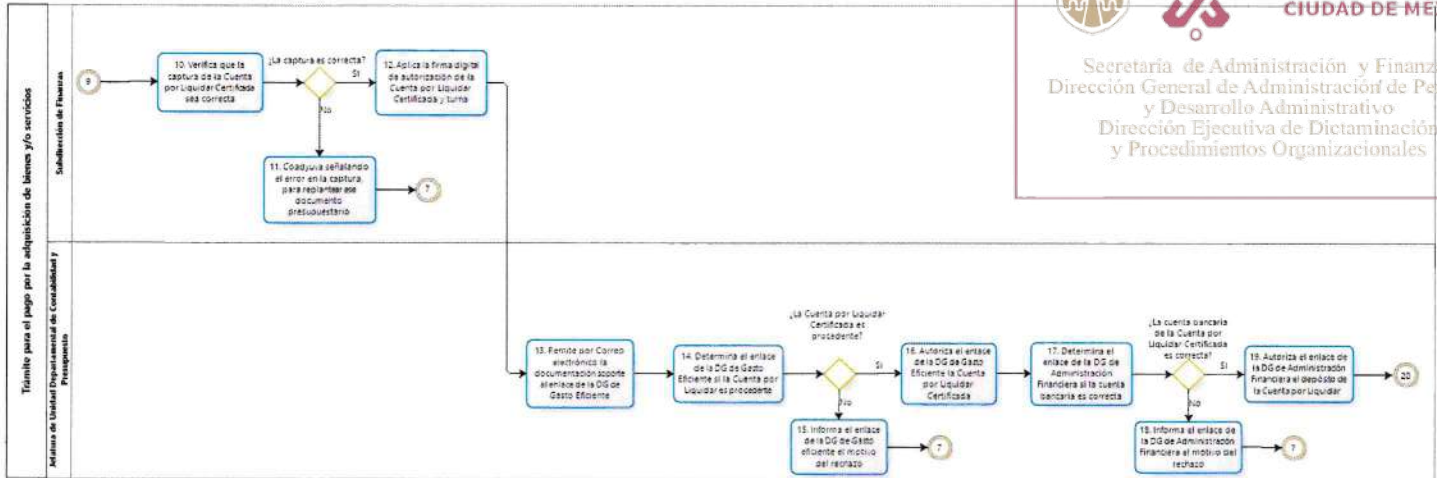 CIUDAD DE ME
Secretaría de Administración y Finanz
Dirección General de Administración de Pe
y Desarrollo Administrativo
Dirección Ejecutiva de Dictaminación
y Procedimientos Organizacionales
Trámite para el pago por la adquisición de bienes y/o servicios
Subdirección de Finanzas
9
10. Verifica que la
captura de la Cuenta
por Liquidar Certificada
sea correcta
¿La captura es correcta?
Si
No
12. Aplica la firma digital
de autorización de la
Cuenta por Liquidar
Certificada y turna
11. Coadyuva señalando
el error en la captura,
para replantear ese
documento
presupuestario
7
Jefatura de Unidad Departamental de Contabilidad y
Presupuesto
13. Remite por Correo
electrónico la
documentación soporte
al enlace de la DG de
Gasto Eficiente
14. Determina el enlace
de la DG de Gasto
Eficiente si la Cuenta por
Liquidar es procedente
¿La Cuenta por Liquidar
Certificada es
procedente?
Si
No
15. Informa el enlace
de la DG de Gasto
eficiente el motivo
del rechazo
7
16. Autoriza el enlace
de la DG de Gasto
Eficiente la Cuenta
por Liquidar
Certificada
17. Determina el
enlace de la DG de
Administración
Financiera si la cuenta
bancaria es correcta
¿La cuenta bancaria
de la Cuenta por
Liquidar Certificada
es correcta?
Si
No
18. Informa el enlace de
la DG de Administración
Financiera el motivo del
rechazo
7
19. Autoriza el enlace de
la DG de Administración
Financiera el depósito de
la Cuenta por Liquidar
20